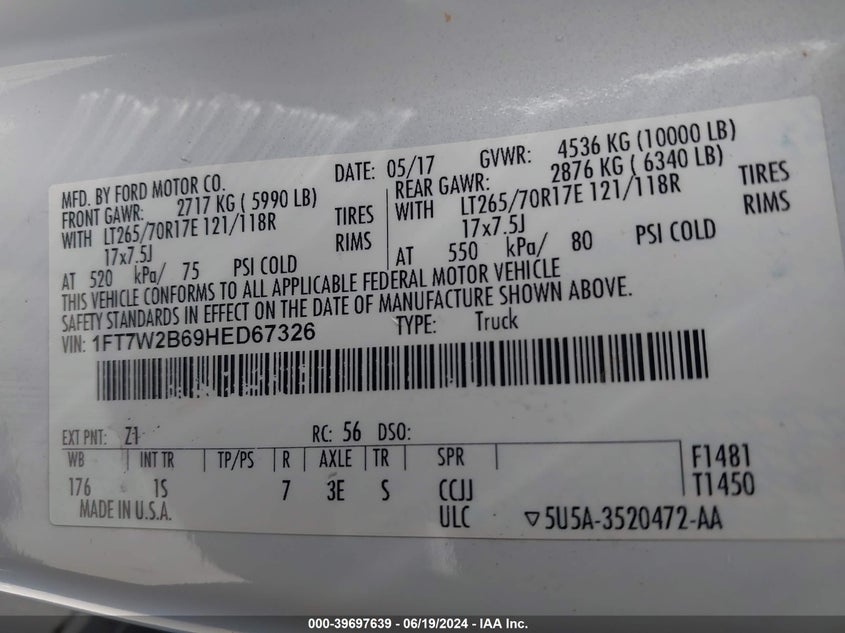 MFD. BY FORD MOTOR CO. DATE: 05/17 GVWR: 4536 KG (10000 LB)
FRONT GAWR: 2717 KG ( 5990 LB) REAR GAWR: 2876 KG ( 6340 LB)
WITH LT265/70R17E 121/118R TIRES WITH LT265/70R17E 121/118R TIRES
17x7.5J RIMS 17x7.5J RIMS
AT 520 kPa/ 75 PSI COLD AT 550 kPa/ 80 PSI COLD
THIS VEHICLE CONFORMS TO ALL APPLICABLE FEDERAL MOTOR VEHICLE
SAFETY STANDARDS IN EFFECT ON THE DATE OF MANUFACTURE SHOWN ABOVE.
VIN: 1FT7W2B69HED67326 TYPE: Truck
EXT PNT: Z1 RC: 56 DSO:
WB INT TR TP/PS R AXLE TR SPR F1481
176 1S 7 3E S CCJJ T1450
MADE IN U.S.A. ULC ▽5U5A-3520472-AA
000-39697639 - 06/19/2024 - IAA Inc.